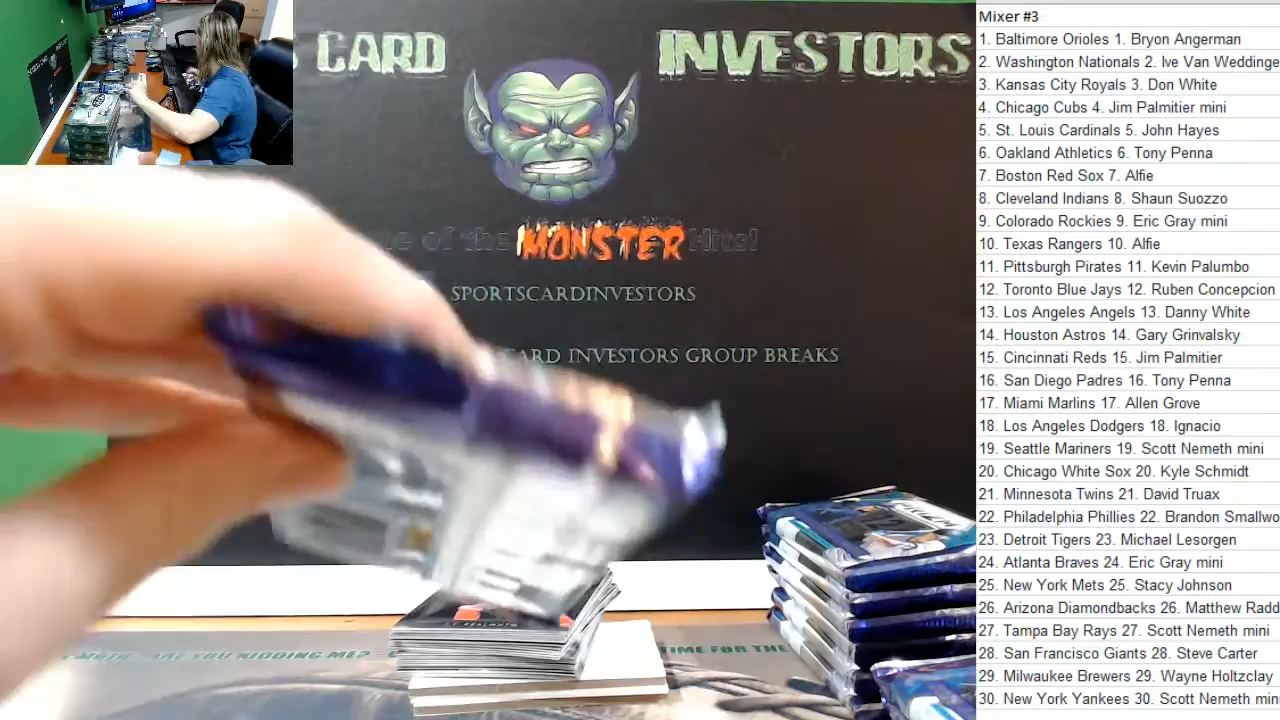 CARD INVESTORS
of the MONSTER Hits!
SPORTSCARDINVESTORS
CARD INVESTORS GROUP BREAKS
YOU KIDDING ME?
TIME FOR THE
Mixer #3
1. Baltimore Orioles 1. Bryon Angerman
2. Washington Nationals 2. Ive Van Weddinge
3. Kansas City Royals 3. Don White
4. Chicago Cubs 4. Jim Palmitier mini
5. St. Louis Cardinals 5. John Hayes
6. Oakland Athletics 6. Tony Penna
7. Boston Red Sox 7. Alfie
8. Cleveland Indians 8. Shaun Suozzo
9. Colorado Rockies 9. Eric Gray mini
10. Texas Rangers 10. Alfie
11. Pittsburgh Pirates 11. Kevin Palumbo
12. Toronto Blue Jays 12. Ruben Concepcion
13. Los Angeles Angels 13. Danny White
14. Houston Astros 14. Gary Grinvalsky
15. Cincinnati Reds 15. Jim Palmitier
16. San Diego Padres 16. Tony Penna
17. Miami Marlins 17. Allen Grove
18. Los Angeles Dodgers 18. Ignacio
19. Seattle Mariners 19. Scott Nemeth mini
20. Chicago White Sox 20. Kyle Schmidt
21. Minnesota Twins 21. David Truax
22. Philadelphia Phillies 22. Brandon Smallwo
23. Detroit Tigers 23. Michael Lesorgen
24. Atlanta Braves 24. Eric Gray mini
25. New York Mets 25. Stacy Johnson
26. Arizona Diamondbacks 26. Matthew Radd
27. Tampa Bay Rays 27. Scott Nemeth mini
28. San Francisco Giants 28. Steve Carter
29. Milwaukee Brewers 29. Wayne Holtzclay
30. New York Yankees 30. Scott Nemeth min